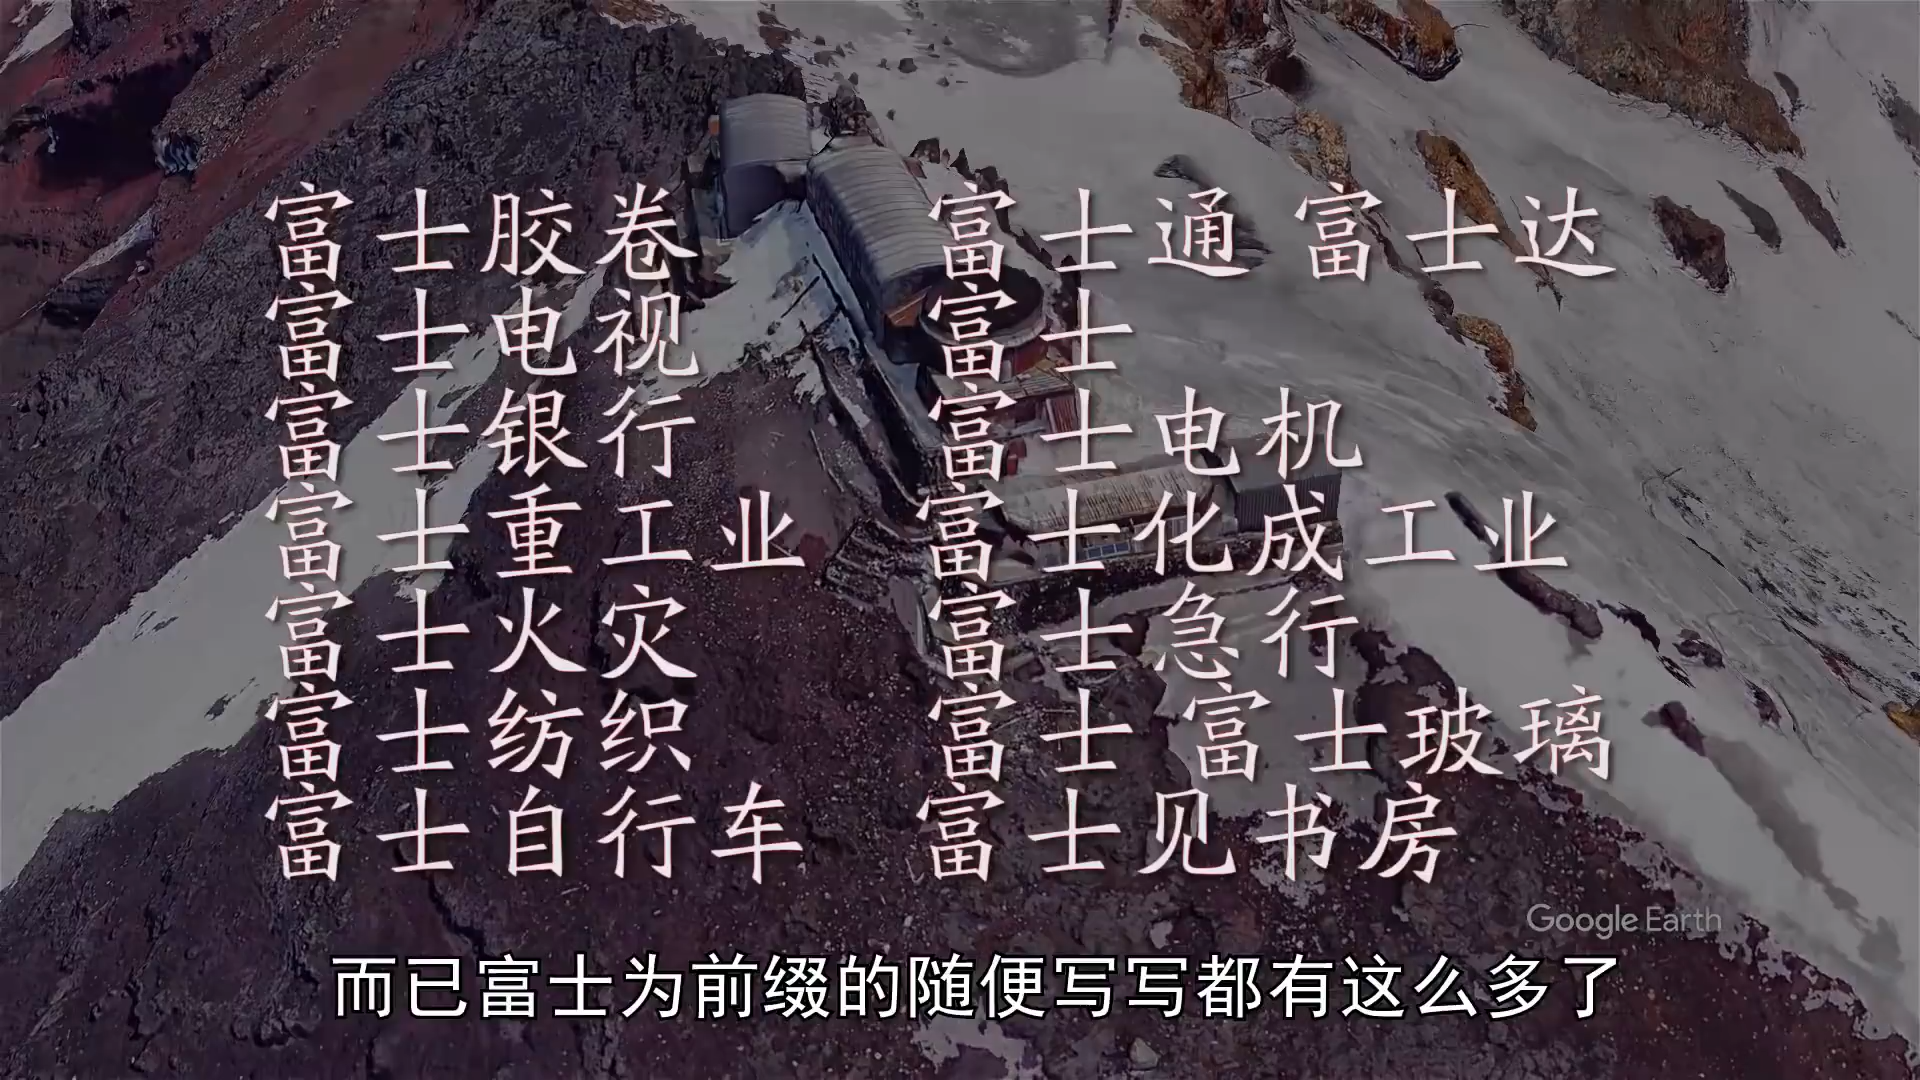 富士胶卷 富士通 富士达
富士电视 富士
富士银行 富士电机
富士重工业 富士化成工业
富士火灾 富士急行
富士纺织 富士 富士玻璃
富士自行车 富士见书房
Google Earth
而已富士为前缀的随便写写都有这么多了